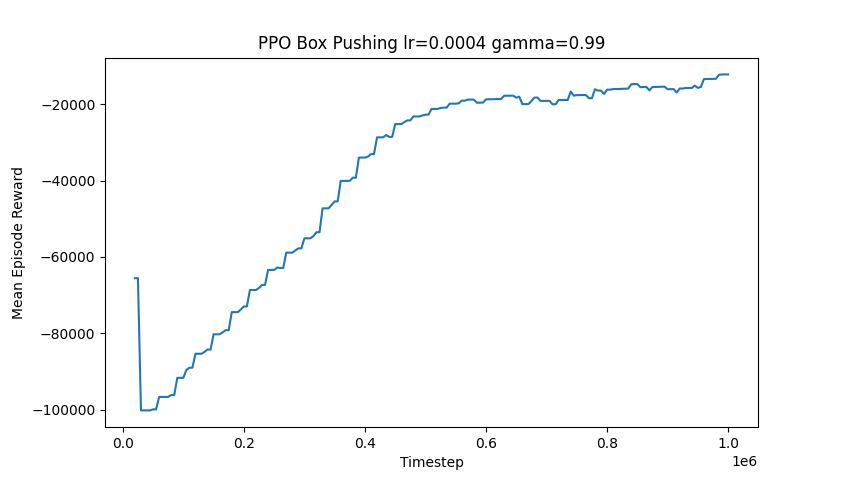 PPO Box Pushing lr=0.0004 gamma=0.99
Mean Episode Reward
−20000
−40000
−60000
−80000
−100000
0.0 0.2 0.4 0.6 0.8 1.0
1e6
Timestep